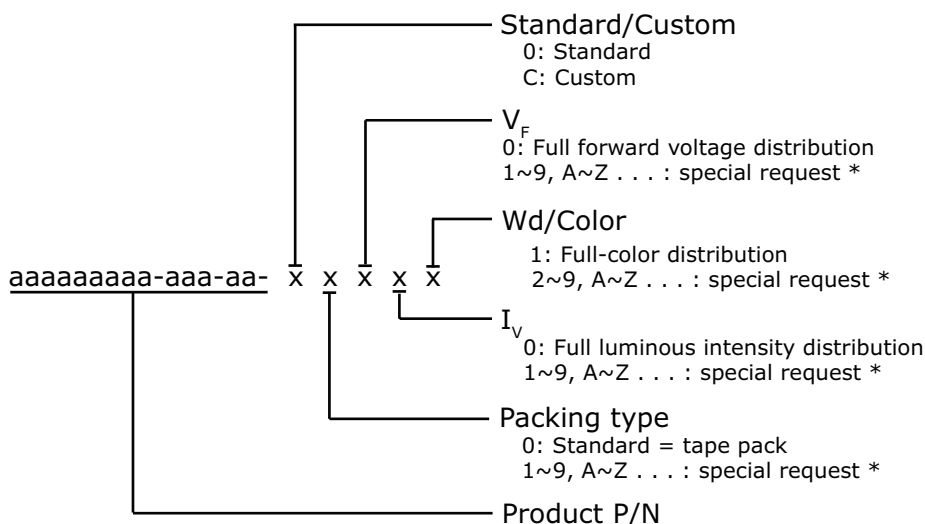 Standard/Custom
0: Standard
C: Custom
VF
0: Full forward voltage distribution
1~9, A~Z . . . : special request *
Wd/Color
1: Full-color distribution
2~9, A~Z . . . : special request *
aaaaaaaaa-aaa-aa- x x x x x
IV
0: Full luminous intensity distribution
1~9, A~Z . . . : special request *
Packing type
0: Standard = tape pack
1~9, A~Z . . . : special request *
Product P/N